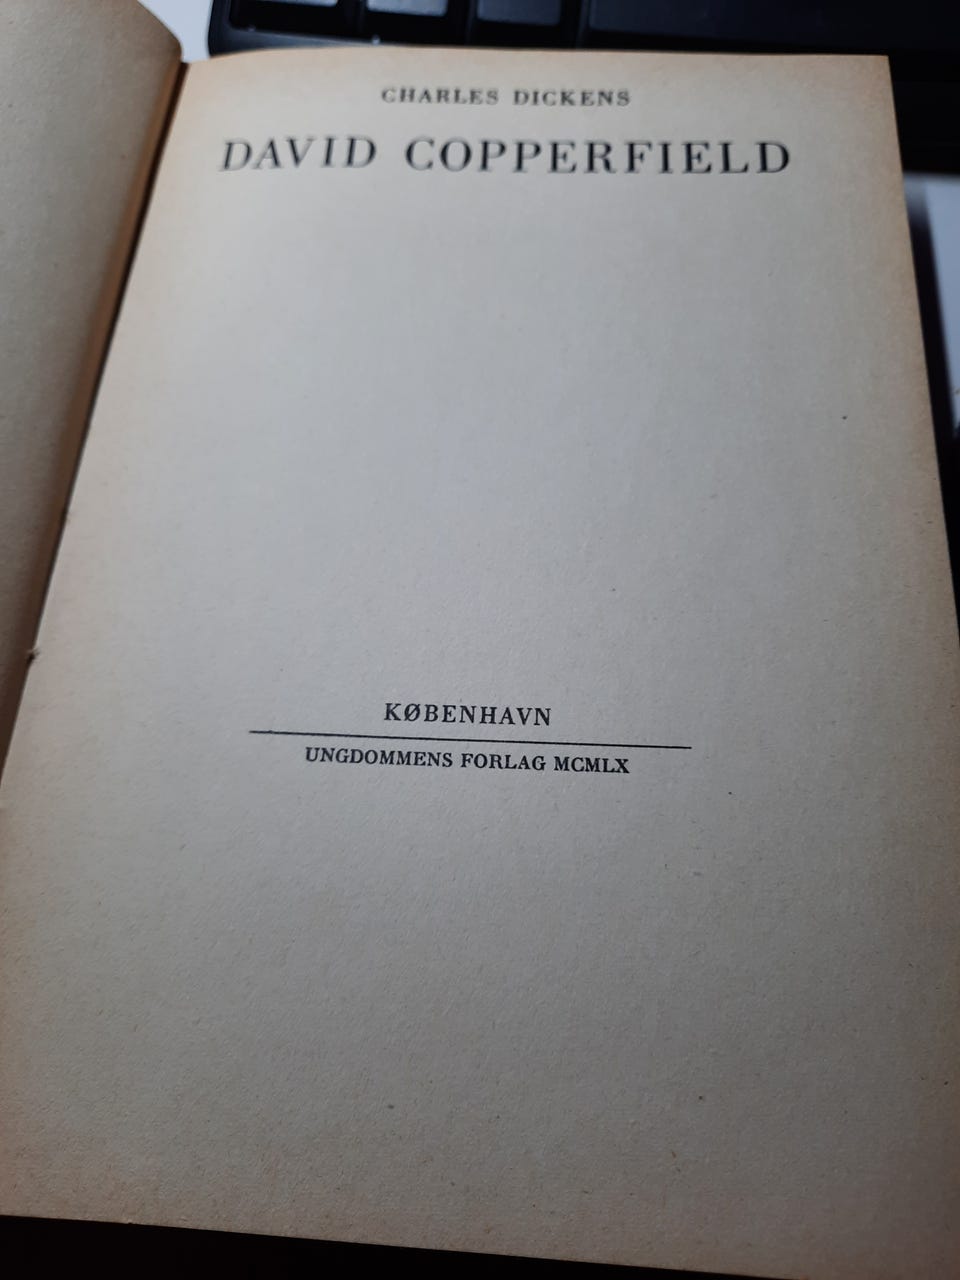 CHARLES DICKENS
DAVID COPPERFIELD
KØBENHAVN
UNGDOMMENS FORLAG MCMLX